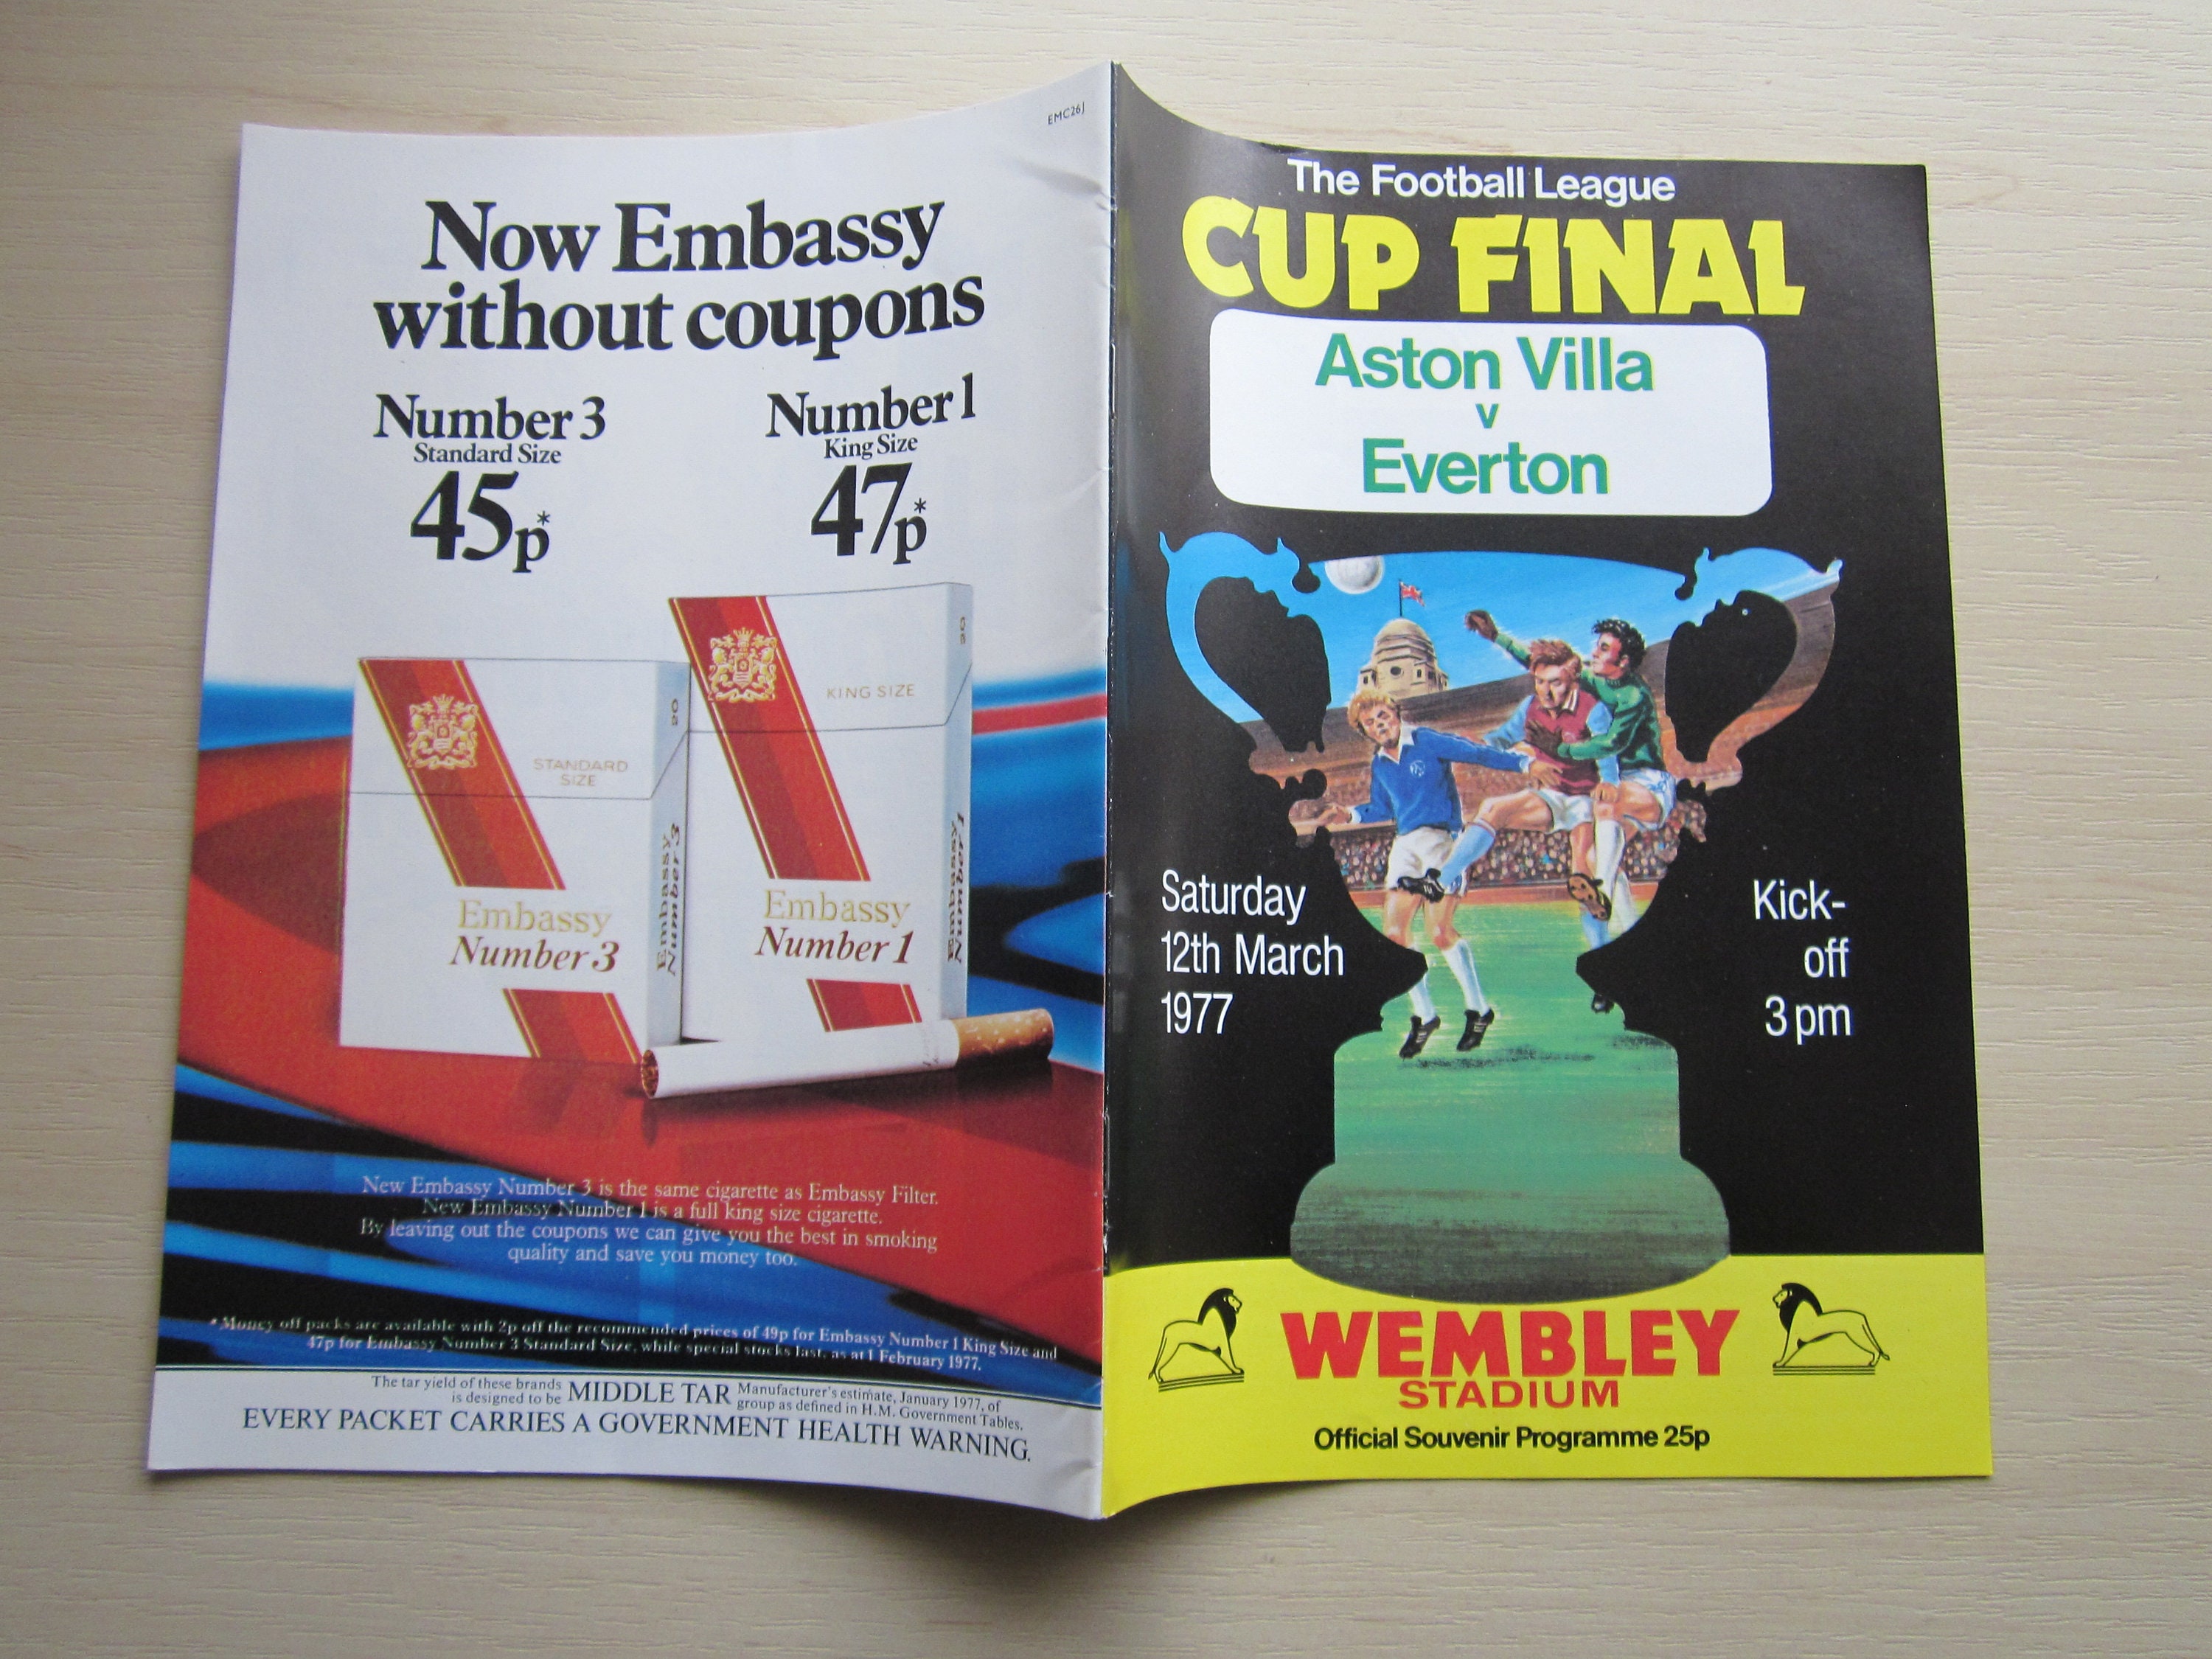 EMC26J
Now Embassy
without coupons
Number 3
Standard Size
45p*
Number 1
King Size
47p*
20
STANDARD
SIZE
Embassy
Number 3
Embassy
Number 3
20
KING SIZE
Embassy
Number 1
Embassy
Number 1
New Embassy Number 3 is the same cigarette as Embassy Filter.
New Embassy Number 1 is a full king size cigarette.
By leaving out the coupons we can give you the best in smoking
quality and save you money too.
*Money off packs are available with 2p off the recommended prices of 49p for Embassy Number 1 King Size and
47p for Embassy Number 3 Standard Size, while special stocks last, as at 1 February 1977.
The tar yield of these brands
is designed to be MIDDLE TAR Manufacturer's estimate, January 1977, of
group as defined in H.M. Government Tables.
EVERY PACKET CARRIES A GOVERNMENT HEALTH WARNING.
The Football League
CUP FINAL
Aston Villa
v
Everton
Saturday
12th March
1977
Kick-
off
3 pm
WEMBLEY
STADIUM
Official Souvenir Programme 25p